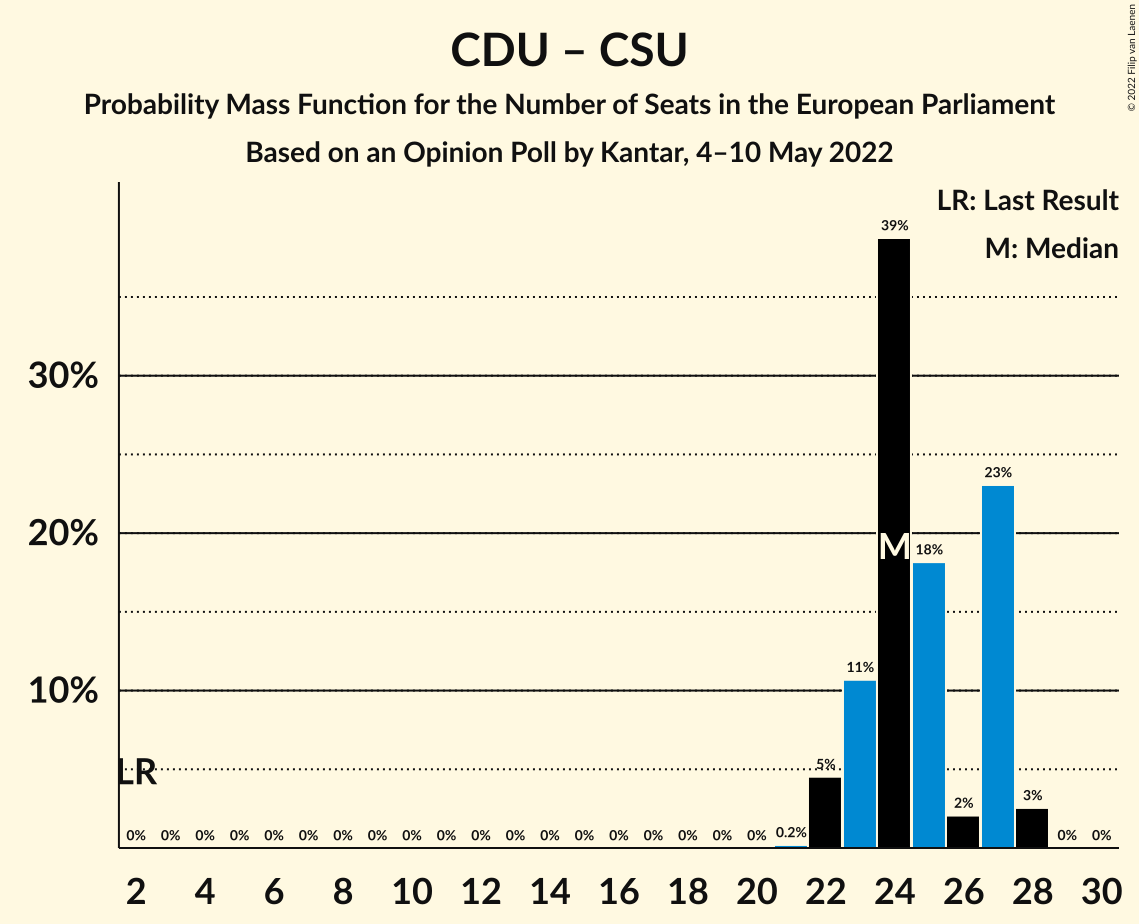 CDU – CSU
Probability Mass Function for the Number of Seats in the European Parliament
Based on an Opinion Poll by Kantar, 4–10 May 2022
© 2022 Filip van Laenen
LR: Last Result
M: Median
39%
30%
23%
20%
M
18%
11%
10%
LR
5%
2%
3%
0% 0% 0% 0% 0% 0% 0% 0% 0% 0% 0% 0% 0% 0% 0% 0% 0% 0% 0% 0.2% 0% 0%
2 4 6 8 10 12 14 16 18 20 22 24 26 28 30